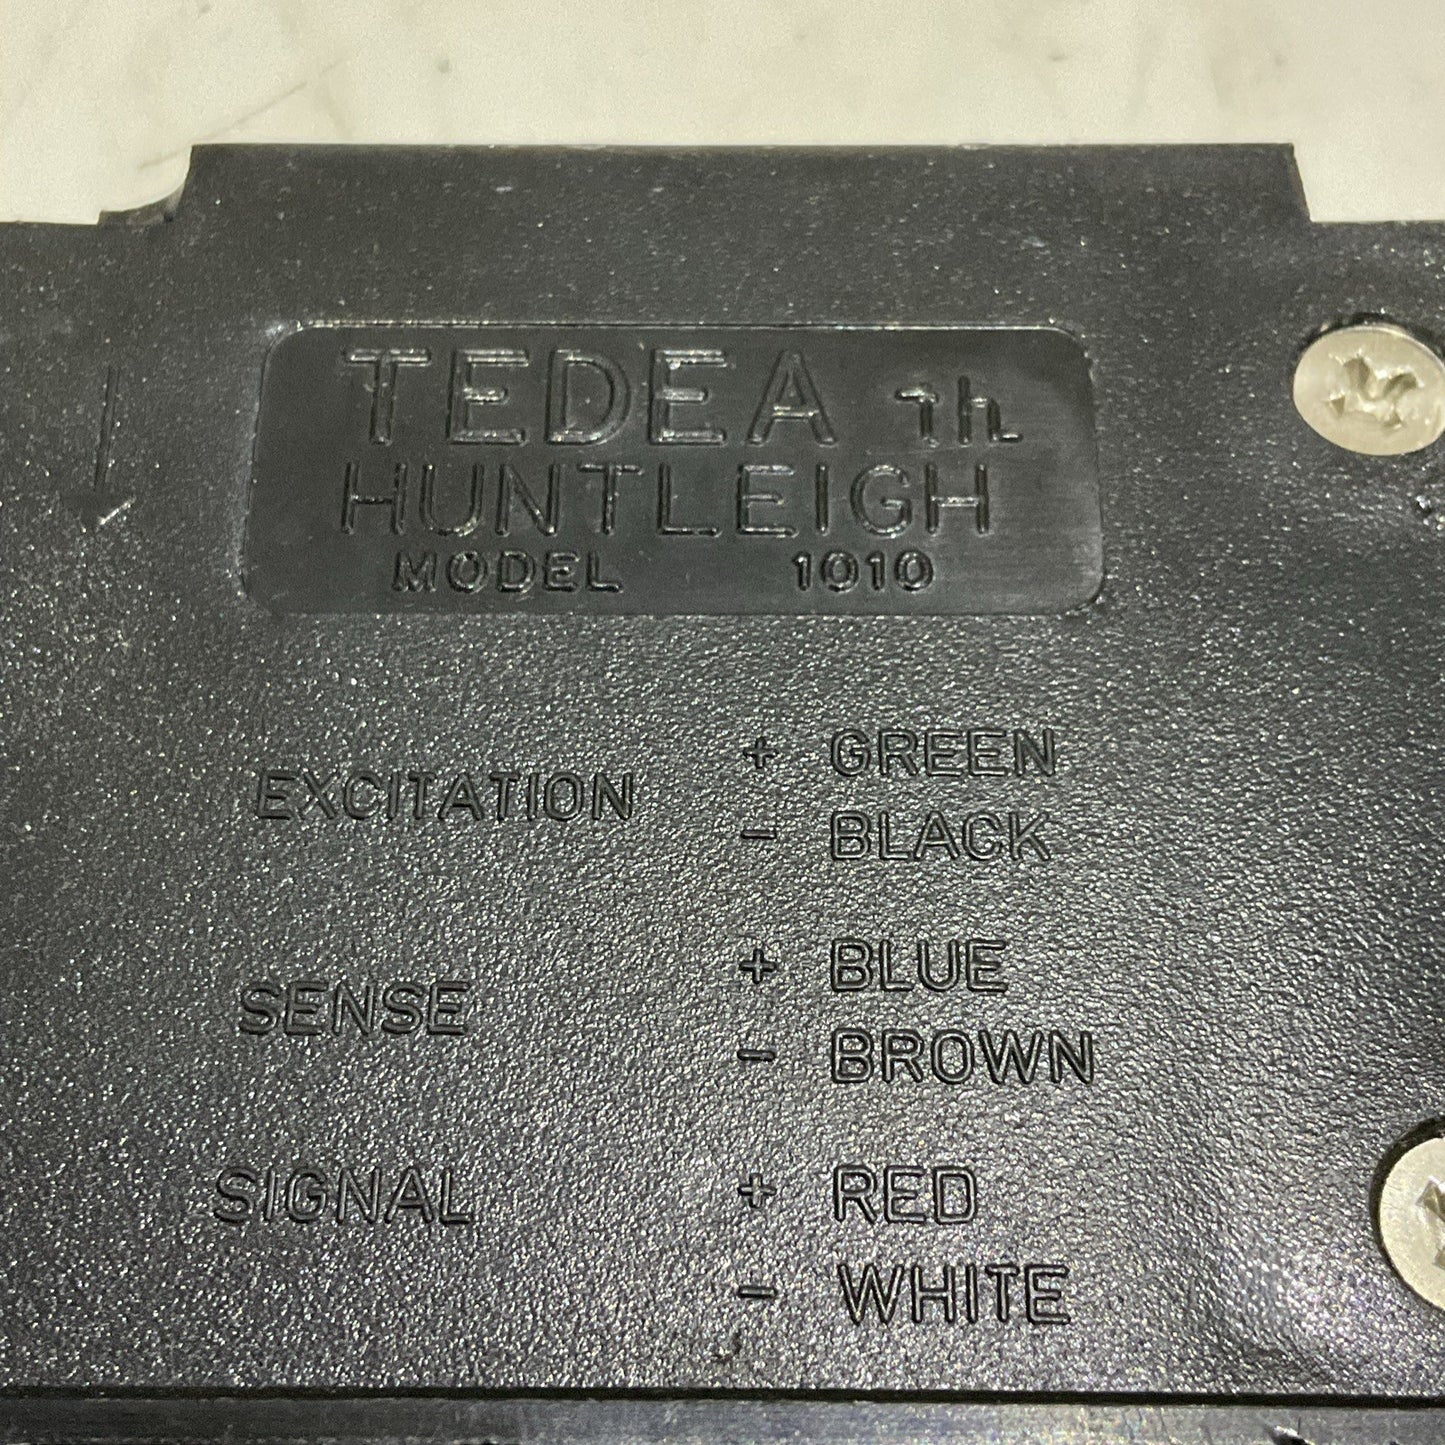 TEDEA Th
HUNTLEIGH
MODEL 1010
EXCITATION + GREEN
- BLACK
SENSE + BLUE
- BROWN
SIGNAL + RED
- WHITE